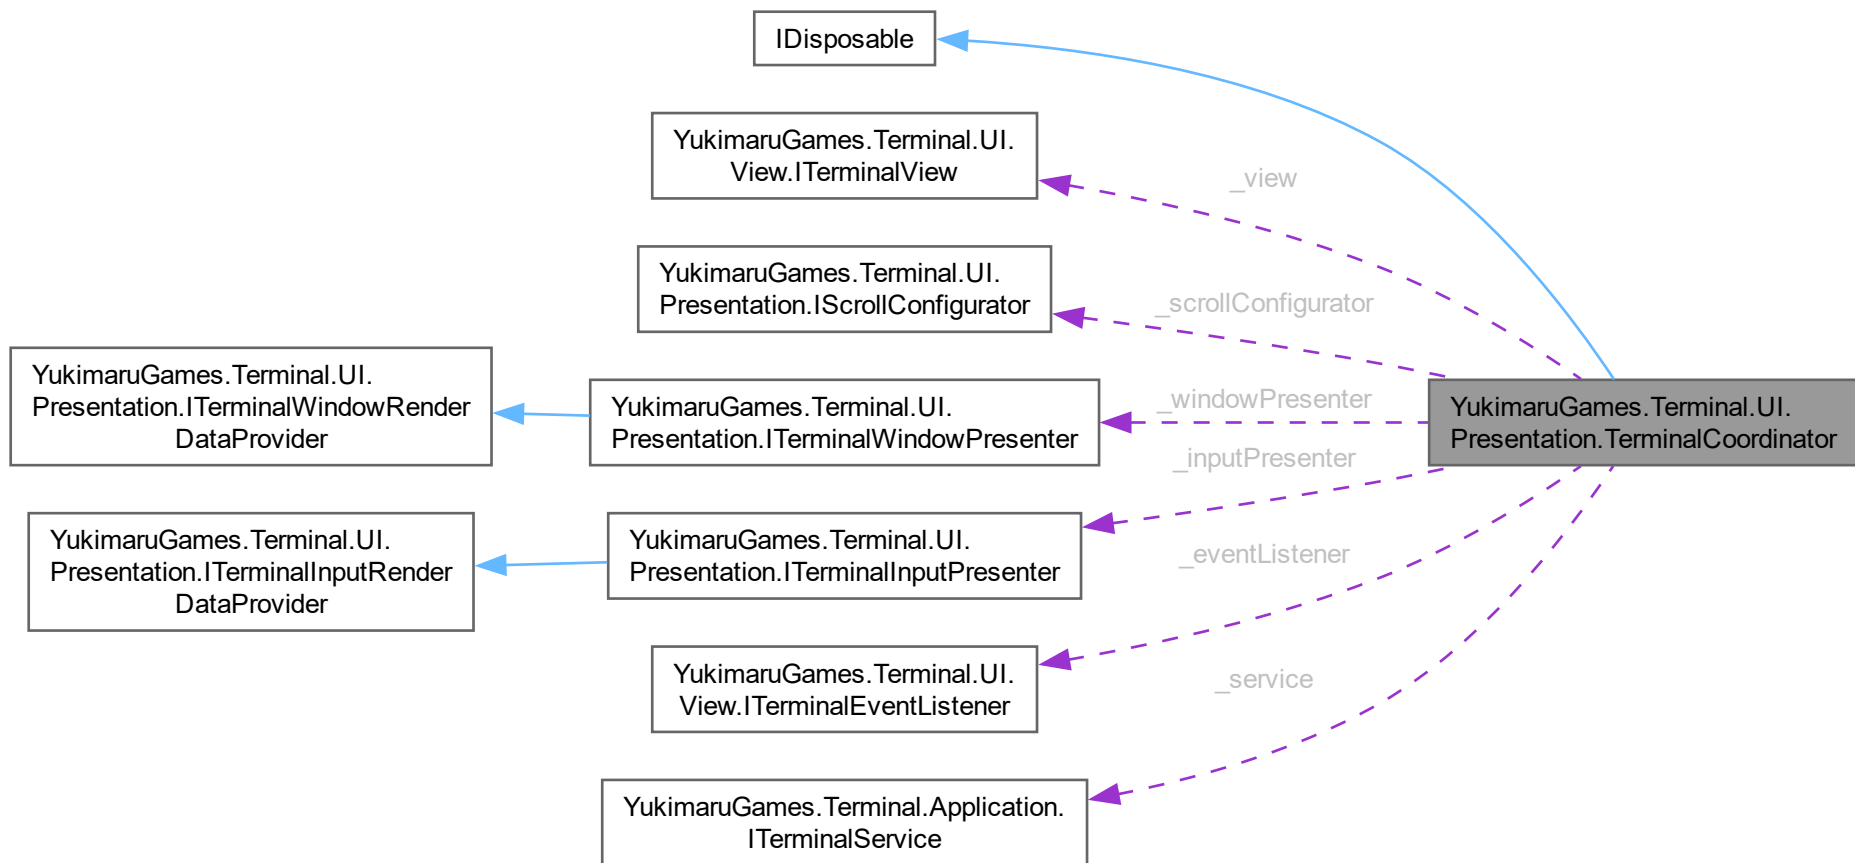 IDisposable
YukimaruGames.Terminal.UI.
View.ITerminalView
_view
YukimaruGames.Terminal.UI.
Presentation.IScrollConfigurator
_scrollConfigurator
YukimaruGames.Terminal.UI.
Presentation.ITerminalWindowRender
DataProvider
YukimaruGames.Terminal.UI.
Presentation.ITerminalWindowPresenter
_windowPresenter
YukimaruGames.Terminal.UI.
Presentation.TerminalCoordinator
_inputPresenter
YukimaruGames.Terminal.UI.
Presentation.ITerminalInputRender
DataProvider
YukimaruGames.Terminal.UI.
Presentation.ITerminalInputPresenter
_eventListener
YukimaruGames.Terminal.UI.
View.ITerminalEventListener
_service
YukimaruGames.Terminal.Application.
ITerminalService